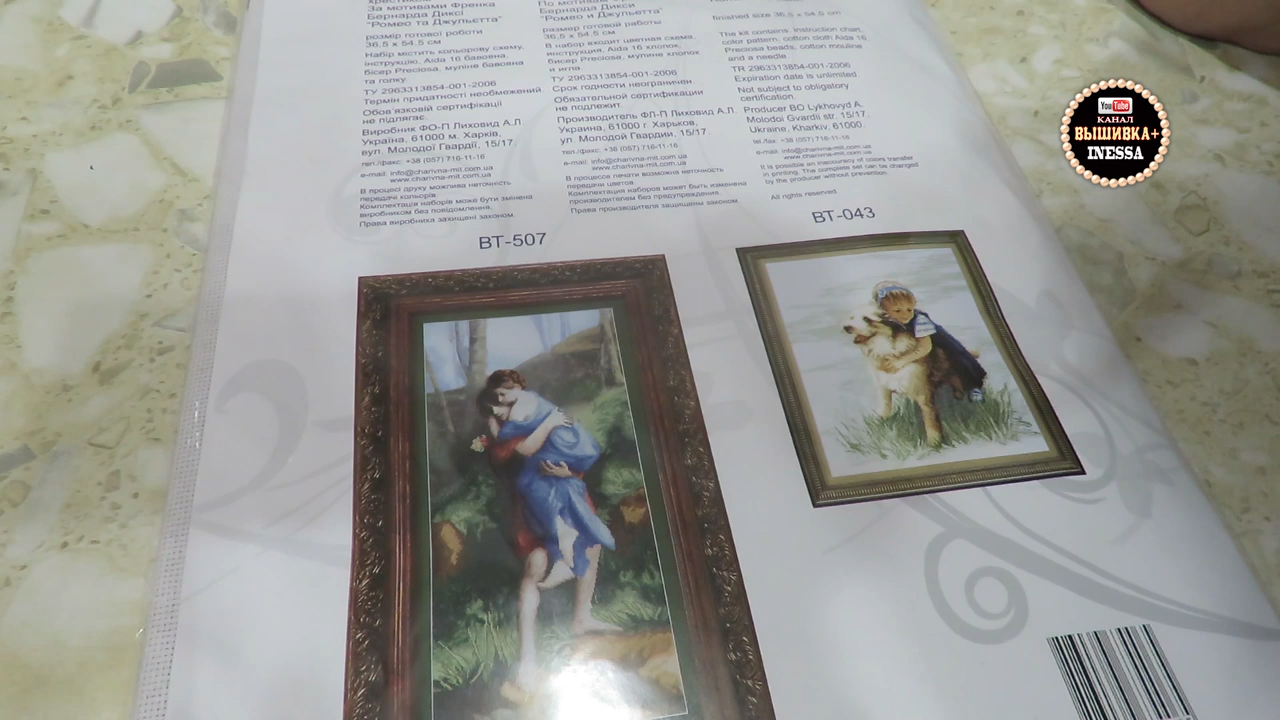 За мотивами Френка
Бернарда Диксі
"Ромео та Джульєтта"
розмір готової роботи
36,5 x 54,5 см
Набір містить кольорову схему,
інструкцію, Aida 16 бавовна,
бісер Preciosa, муліне бавовна
та голку.
ТУ 2963313854-001-2006
Термін придатності необмежений.
Обов'язковій сертифікації
не підлягає.
Виробник ФО-П Лиховид А.Л.
Україна, 61000 м. Харків,
вул. Молодої Гвардії, 15/17.
тел./факс: +38 (057) 716-11-16
e-mail: info@charivna-mit.com.ua
www.charivna-mit.com.ua
В процесі друку можлива неточність
передачі кольорів.
Комплектація наборів може бути змінена
виробником без повідомлення.
Права виробника захищені законом.
Бернарда Дикси
"Ромео и Джульетта"
размер готовой работы
36,5 x 54,5 см
В набор входит цветная схема,
инструкция, Aida 16 хлопок,
бисер Preciosa, мулине хлопок
и игла.
ТУ 2963313854-001-2006
Срок годности неограничен.
Обязательной сертификации
не подлежит.
Производитель ФЛ-П Лиховид А.Л.
Украина, 61000 г. Харьков,
ул. Молодой Гвардии, 15/17.
тел./факс: +38 (057) 716-11-16
e-mail: info@charivna-mit.com.ua
www.charivna-mit.com.ua
В процессе печати возможна неточность
передачи цветов.
Комплектация наборов может быть изменена
производителем без предупреждения.
Права производителя защищены законом.
finished size 36,5 x 54,5 cm
The kit contains: instruction chart,
color pattern, cotton cloth Aida 16
Preciosa beads, cotton mouline
and a needle
TR 2963313854-001-2006
Expiration date is unlimited.
Not subject to obligatory
certification.
Producer BO Lykhovyd A.
Molodoi Gvardii str. 15/17,
Ukraine, Kharkiv, 61000.
tel./fax: +38 (057) 716-11-16
e-mail: info@charivna-mit.com.ua
www.charivna-mit.com.ua
It is possible an inaccuracy of colors transfer
in printing. The complete set can be changed
by the producer without prevention.
All rights reserved.
BT-507
BT-043
YouTube
КАНАЛ
ВЫШИВКА+
INESSA